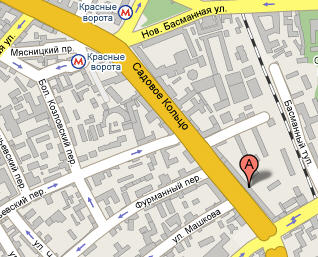 Красные
ворота
Нов. Басманная ул.
Мясницкий пр.
Красные
ворота
Садовое Кольцо
Бол. Козловский пер.
Басманный туп.
A
Фурманный пер.
ул. Машкова